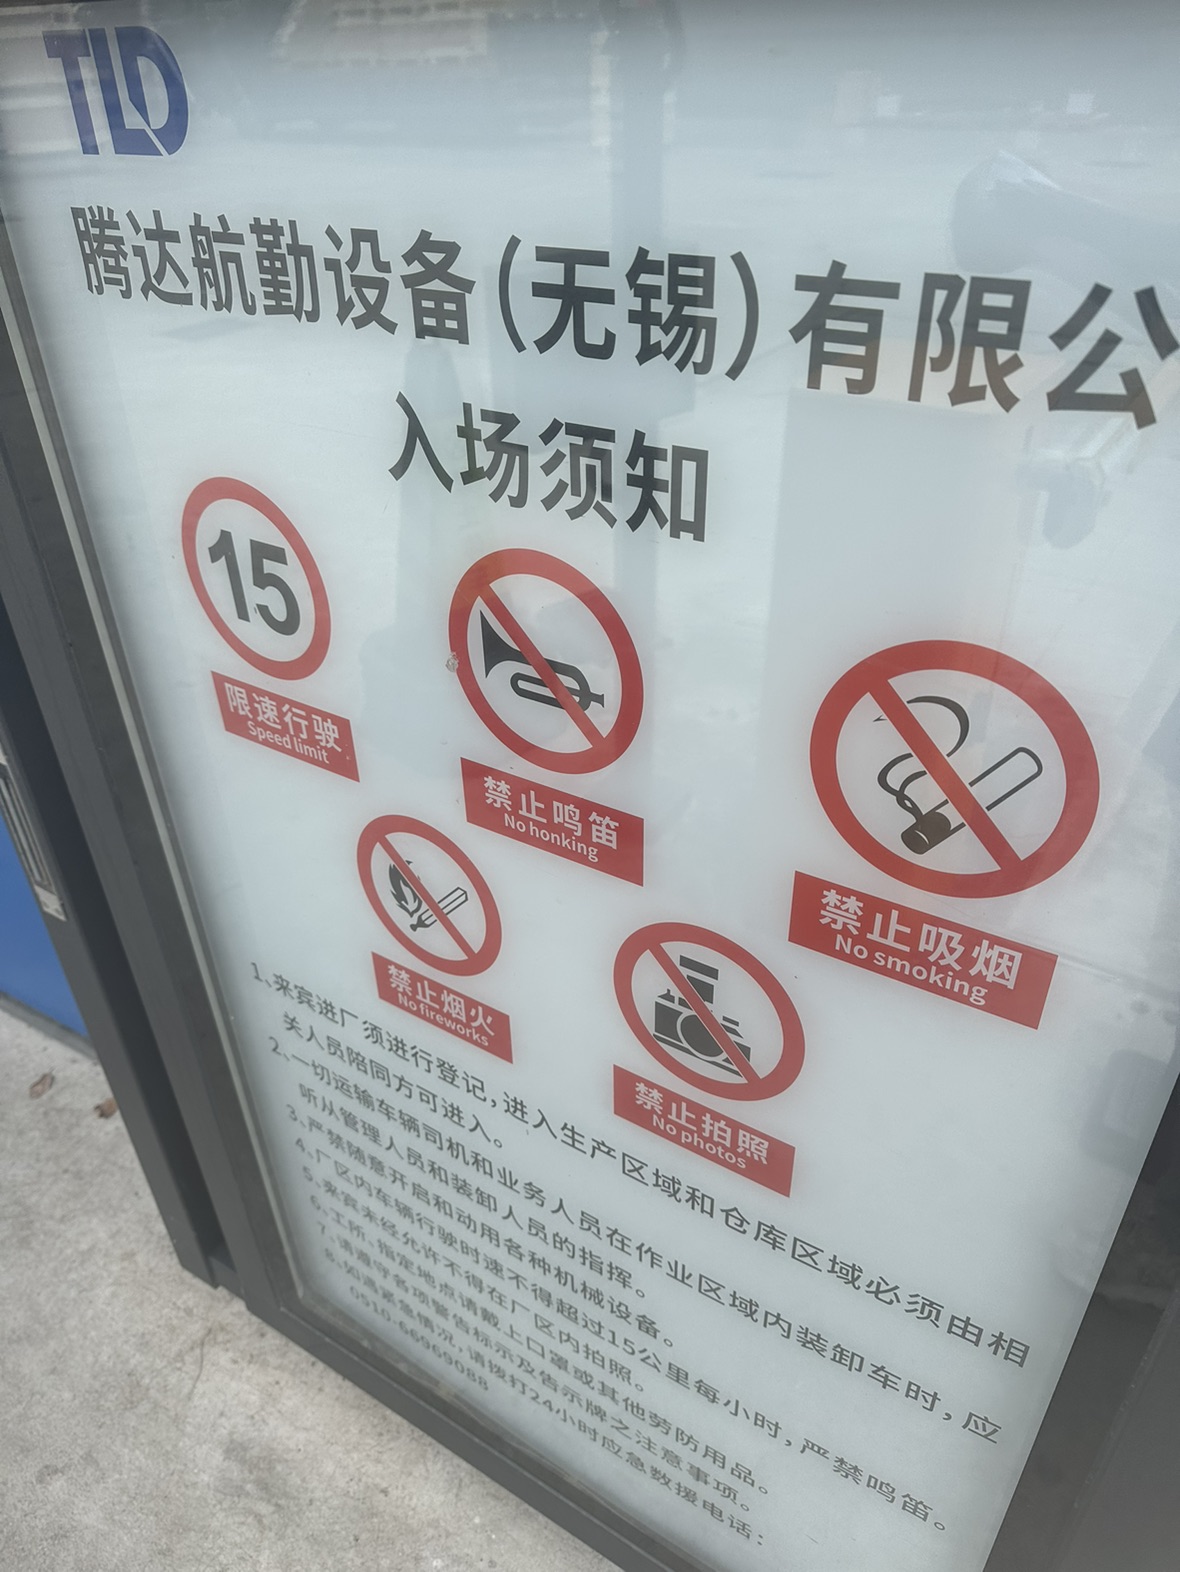 TLD
腾达航勤设备(无锡)有限公
入场须知
15
限速行驶
Speed limit
禁止鸣笛
No honking
禁止吸烟
No smoking
禁止烟火
No fireworks
禁止拍照
No photos
1、来宾进厂须进行登记，进入生产区域和仓库区域必须由相
关人员陪同方可进入。
2、一切运输车辆司机和业务人员在作业区域内装卸车时，应
听从管理人员和装卸人员的指挥。
3、严禁随意开启和动用各种机械设备。
4、厂区内车辆行驶时速不得超过15公里每小时，严禁鸣笛。
5、来宾未经允许不得在厂区内拍照。
6、工所、指定地点请戴上口罩或其他劳防用品。
7、请遵守各项警告标示及告示牌之注意事项。
8、如遇紧急情况，请拨打24小时应急救援电话：
0510-66969088